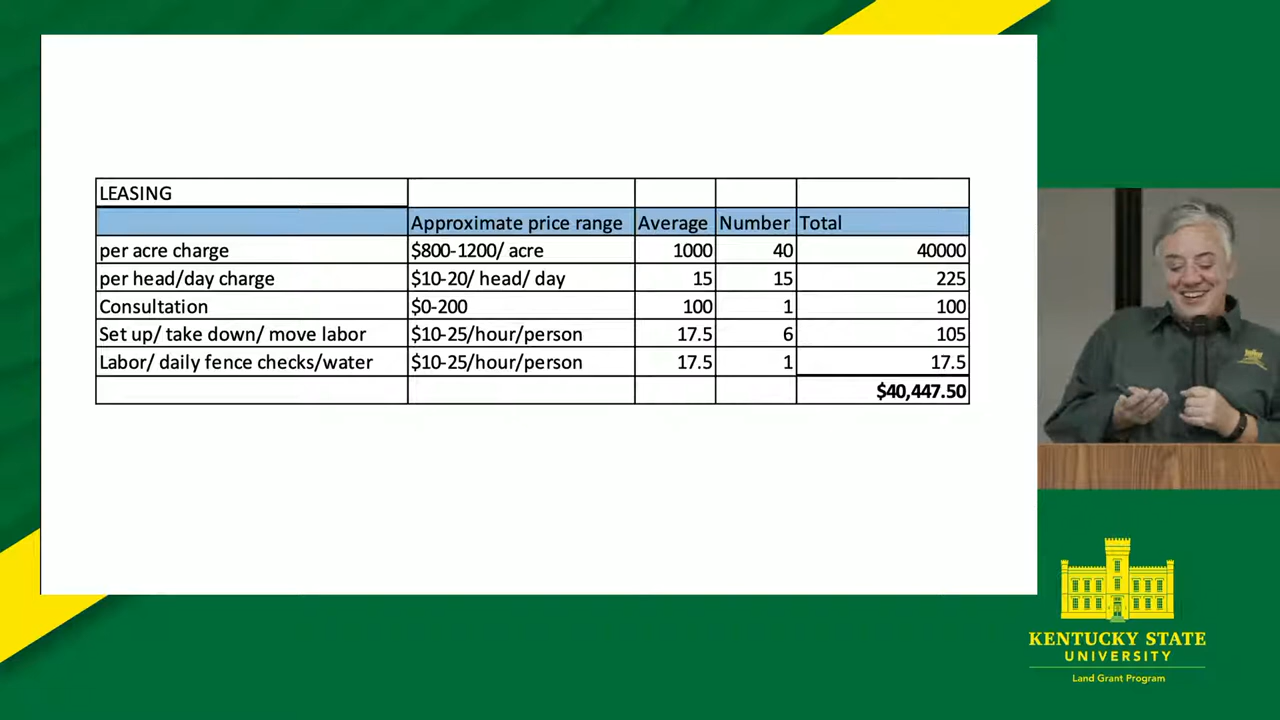 LEASING
Approximate price range Average Number Total
per acre charge $800-1200/ acre 1000 40 40000
per head/day charge $10-20/ head/ day 15 15 225
Consultation $0-200 100 1 100
Set up/ take down/ move labor $10-25/hour/person 17.5 6 105
Labor/ daily fence checks/water $10-25/hour/person 17.5 1 17.5
$40,447.50
KENTUCKY STATE
UNIVERSITY
Land Grant Program